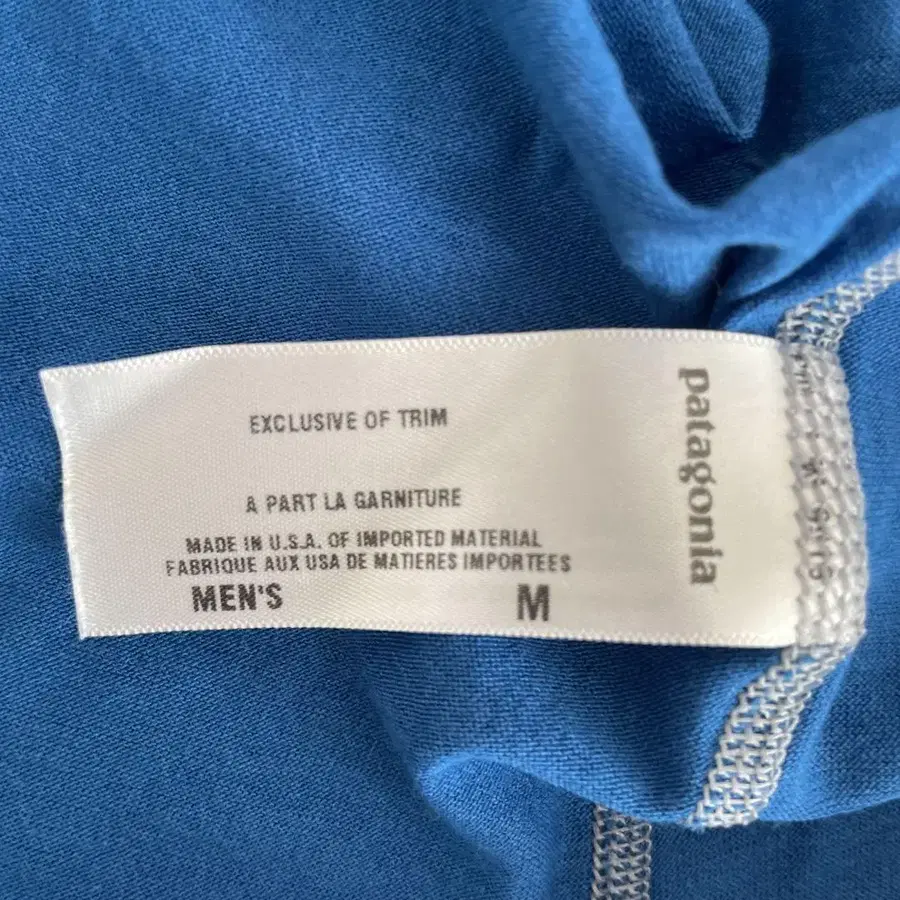 EXCLUSIVE OF TRIM
A PART LA GARNITURE
MADE IN U.S.A. OF IMPORTED MATERIAL
FABRIQUE AUX USA DE MATIERES IMPORTEES
MEN'S M
patagonia